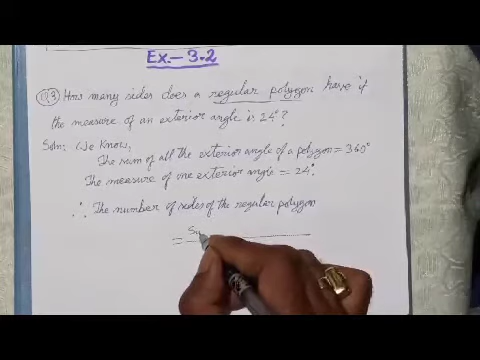 Ex.- 3.2
Q3 How many sides does a regular polygon have if
the measure of an exterior angle is 24°?
Soln: We Know,
The sum of all the exterior angle of a polygon = 360°
The measure of one exterior angle = 24°.
∴ The number of sides of the regular polygon
= Su